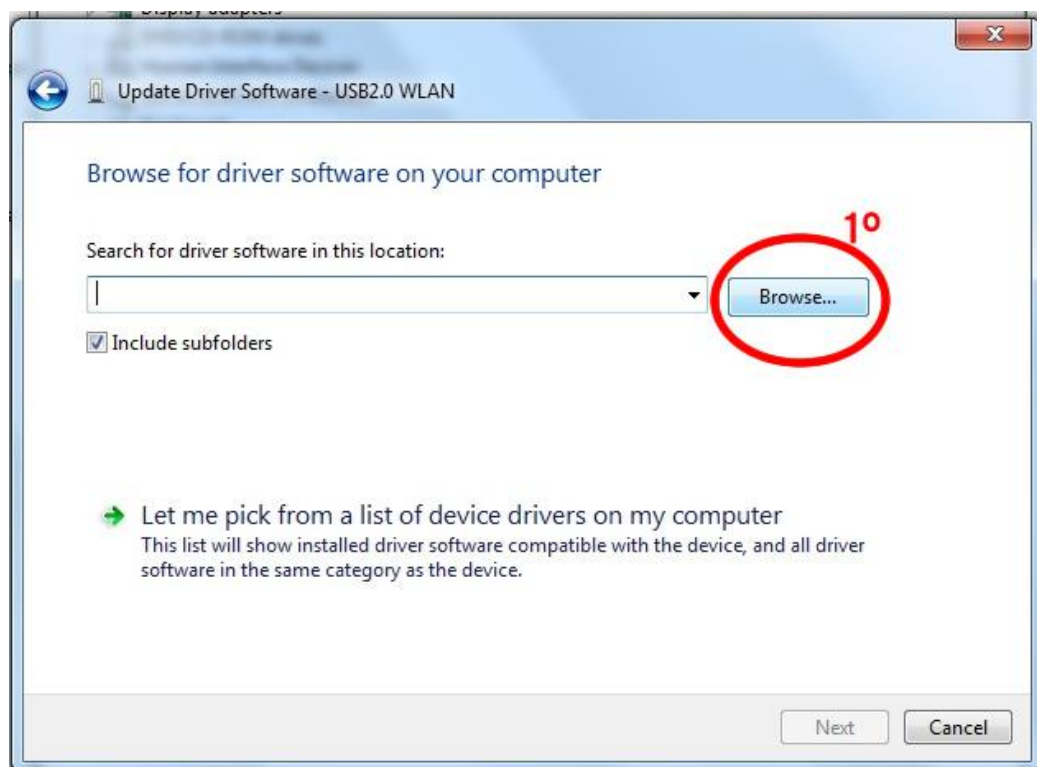 Display adapters
Update Driver Software - USB2.0 WLAN
Browse for driver software on your computer
1º
Search for driver software in this location:
Browse...
Include subfolders
Let me pick from a list of device drivers on my computer
This list will show installed driver software compatible with the device, and all driver
software in the same category as the device.
Next
Cancel